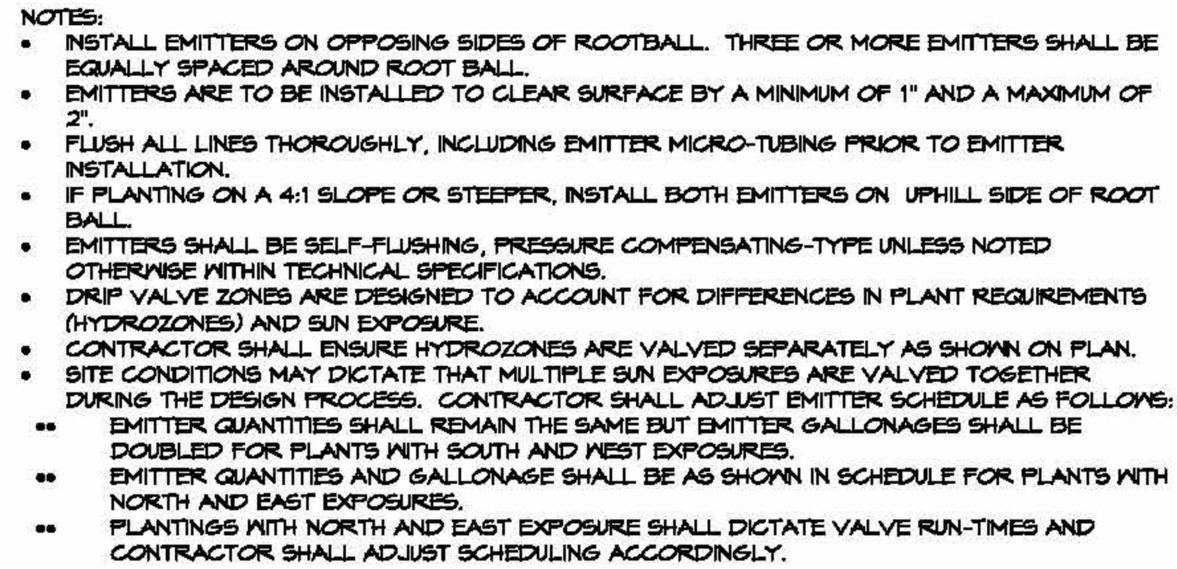 NOTES:
• INSTALL EMITTERS ON OPPOSING SIDES OF ROOTBALL. THREE OR MORE EMITTERS SHALL BE
EQUALLY SPACED AROUND ROOT BALL.
• EMITTERS ARE TO BE INSTALLED TO CLEAR SURFACE BY A MINIMUM OF 1" AND A MAXIMUM OF
2".
• FLUSH ALL LINES THOROUGHLY, INCLUDING EMITTER MICRO-TUBING PRIOR TO EMITTER
INSTALLATION.
• IF PLANTING ON A 4:1 SLOPE OR STEEPER, INSTALL BOTH EMITTERS ON UPHILL SIDE OF ROOT
BALL.
• EMITTERS SHALL BE SELF-FLUSHING, PRESSURE COMPENSATING-TYPE UNLESS NOTED
OTHERWISE WITHIN TECHNICAL SPECIFICATIONS.
• DRIP VALVE ZONES ARE DESIGNED TO ACCOUNT FOR DIFFERENCES IN PLANT REQUIREMENTS
(HYDROZONES) AND SUN EXPOSURE.
• CONTRACTOR SHALL ENSURE HYDROZONES ARE VALVED SEPARATELY AS SHOWN ON PLAN.
• SITE CONDITIONS MAY DICTATE THAT MULTIPLE SUN EXPOSURES ARE VALVED TOGETHER
DURING THE DESIGN PROCESS. CONTRACTOR SHALL ADJUST EMITTER SCHEDULE AS FOLLOWS:
•• EMITTER QUANTITIES SHALL REMAIN THE SAME BUT EMITTER GALLONAGES SHALL BE
DOUBLED FOR PLANTS WITH SOUTH AND WEST EXPOSURES.
•• EMITTER QUANTITIES AND GALLONAGE SHALL BE AS SHOWN IN SCHEDULE FOR PLANTS WITH
NORTH AND EAST EXPOSURES.
•• PLANTINGS WITH NORTH AND EAST EXPOSURE SHALL DICTATE VALVE RUN-TIMES AND
CONTRACTOR SHALL ADJUST SCHEDULING ACCORDINGLY.